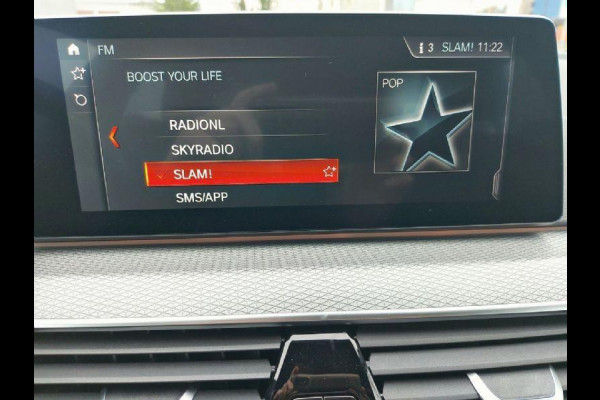 FM
3 SLAM! 11:22
BOOST YOUR LIFE
POP
RADIONL
SKYRADIO
SLAM!
SMS/APP